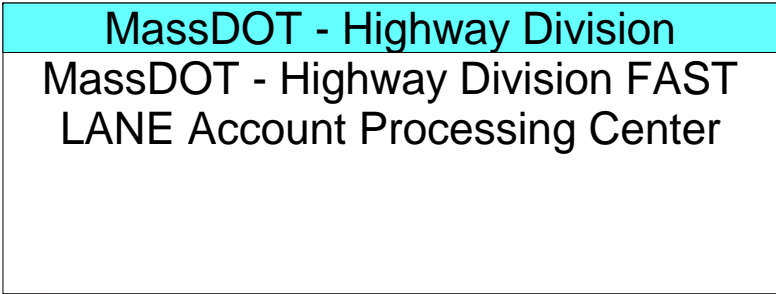 MassDOT - Highway Division
MassDOT - Highway Division FAST
LANE Account Processing Center